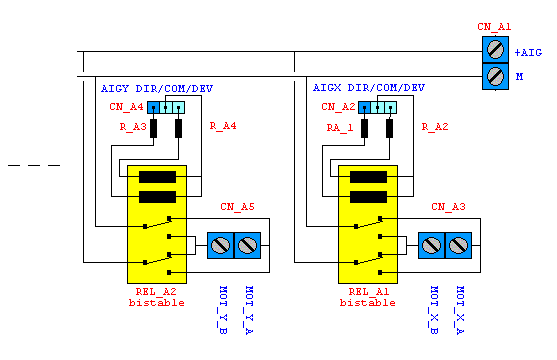 CN_A1
+AIG
M
AIGY DIR/COM/DEV
AIGX DIR/COM/DEV
CN_A4
CN_A2
R_A3
R_A4
RA_1
R_A2
CN_A5
CN_A3
REL_A2
bistable
REL_A1
bistable
MOT_Y_B
MOT_Y_A
MOT_X_B
MOT_X_A